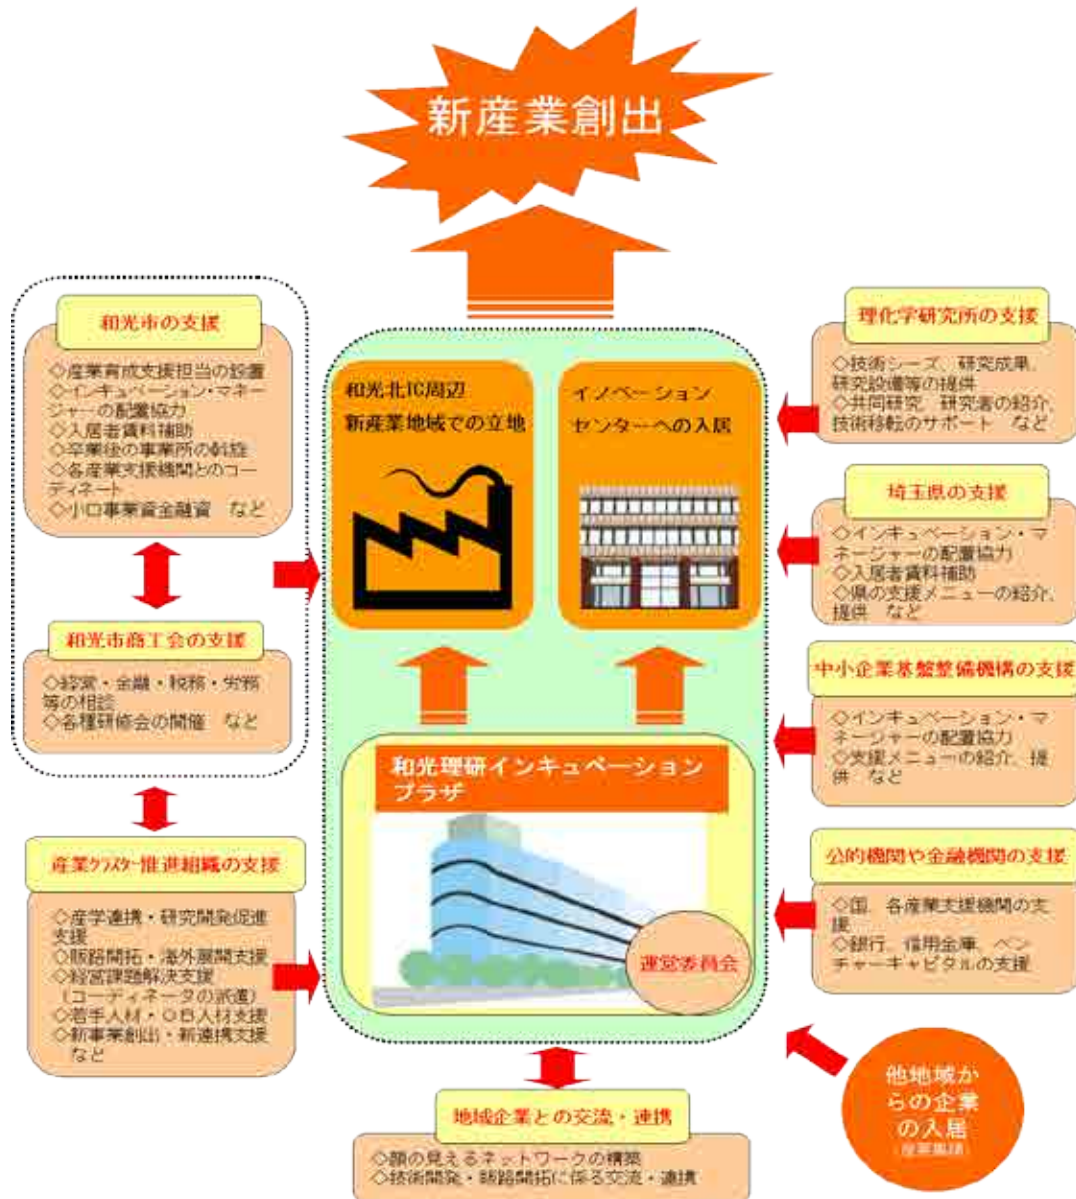 新産業創出
和光市の支援
◇産業育成支援担当の設置
◇インキュベーション・マネー
ジャーの配置協力
◇入居者賃料補助
◇卒業後の事業所の斡旋
◇各産業支援機関とのコー
ディネート
◇小口事業資金融資 など
和光市商工会の支援
◇経営・金融・税務・労務
等の相談
◇各種研修会の開催 など
産業クラスター推進組織の支援
◇産学連携・研究開発促進
支援
◇販路開拓・海外展開支援
◇経営課題解決支援
(コーディネータの派遣)
◇若手人材・OB人材支援
◇新事業創出・新連携支援
など
和光北IC周辺
新産業地域での立地
イノベーション
センターへの入居
和光理研インキュベーション
プラザ
運営委員会
地域企業との交流・連携
◇顔の見えるネットワークの構築
◇技術開発・販路開拓に係る交流・連携
理化学研究所の支援
◇技術シーズ、研究成果、
研究設備等の提供
◇共同研究、研究者の紹介、
技術移転のサポート など
埼玉県の支援
◇インキュベーション・マ
ネージャーの配置協力
◇入居者賃料補助
◇県の支援メニューの紹介、
提供 など
中小企業基盤整備機構の支援
◇インキュベーション・マ
ネージャーの配置協力
◇支援メニューの紹介、提
供 など
公的機関や金融機関の支援
◇国、各産業支援機関の支
援
◇銀行、信用金庫、ベン
チャーキャピタルの支援
他地域か
らの企業
の入居
(産業集積)